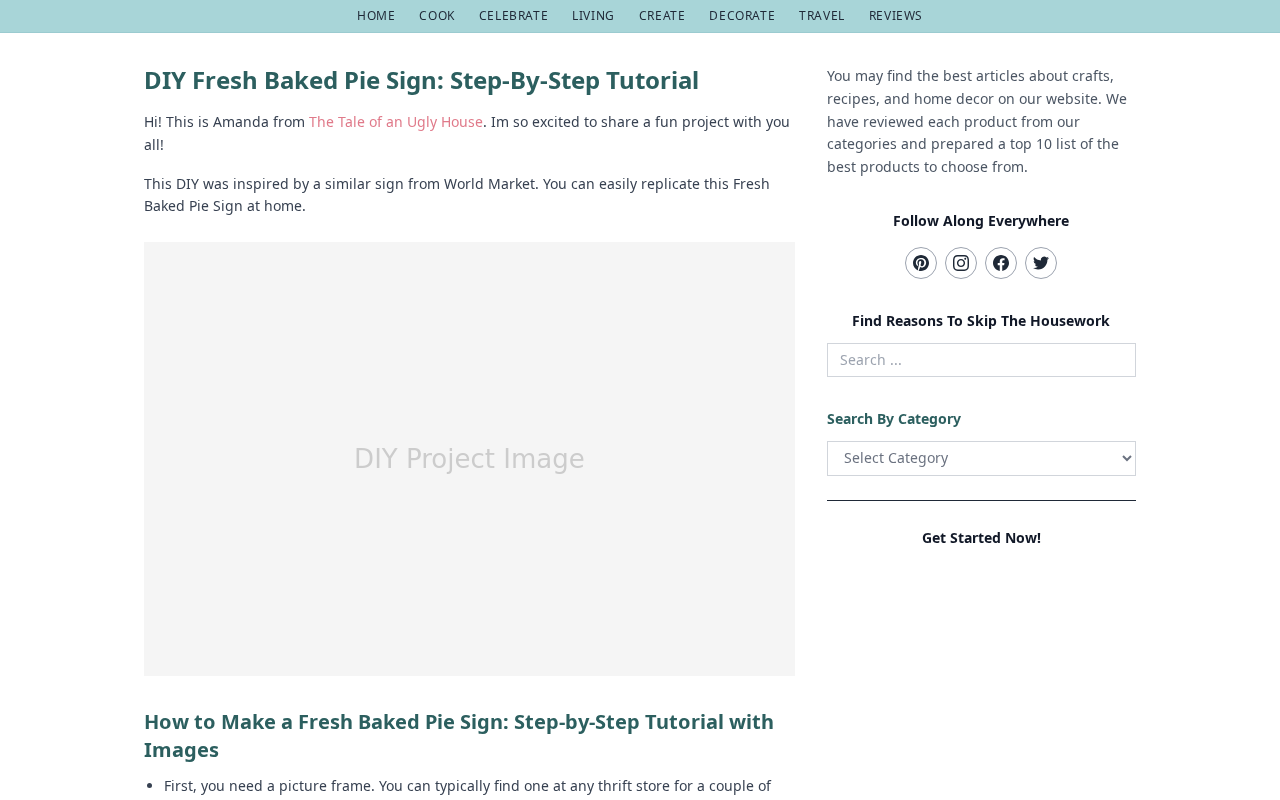 HOME COOK CELEBRATE LIVING CREATE DECORATE TRAVEL REVIEWS
DIY Fresh Baked Pie Sign: Step-By-Step Tutorial
Hi! This is Amanda from The Tale of an Ugly House. Im so excited to share a fun project with you
all!
This DIY was inspired by a similar sign from World Market. You can easily replicate this Fresh
Baked Pie Sign at home.
DIY Project Image
How to Make a Fresh Baked Pie Sign: Step-by-Step Tutorial with
Images
First, you need a picture frame. You can typically find one at any thrift store for a couple of
You may find the best articles about crafts,
recipes, and home decor on our website. We
have reviewed each product from our
categories and prepared a top 10 list of the
best products to choose from.
Follow Along Everywhere
Find Reasons To Skip The Housework
Search ...
Search By Category
Select Category
Get Started Now!